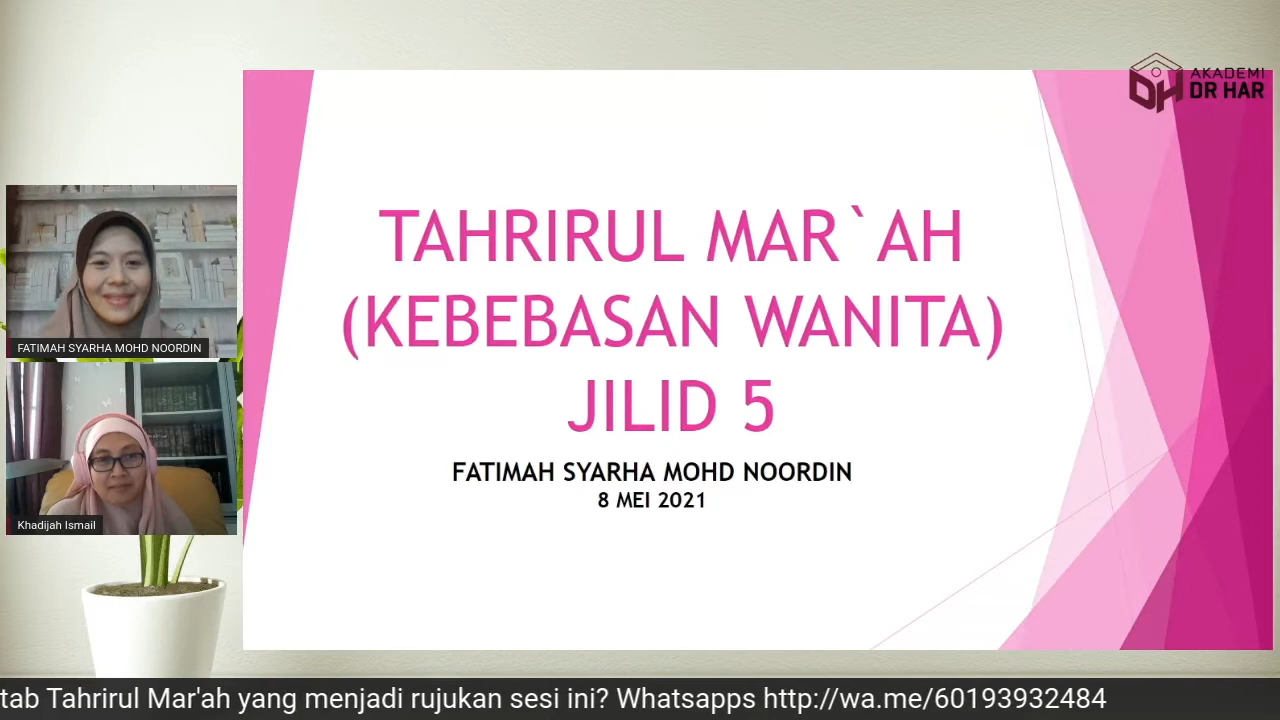 AKADEMI
DR HAR
TAHRIRUL MAR`AH
(KEBEBASAN WANITA)
JILID 5
FATIMAH SYARHA MOHD NOORDIN
8 MEI 2021
FATIMAH SYARHA MOHD NOORDIN
Khadijah Ismail
tab Tahrirul Mar'ah yang menjadi rujukan sesi ini? Whatsapps http://wa.me/60193932484